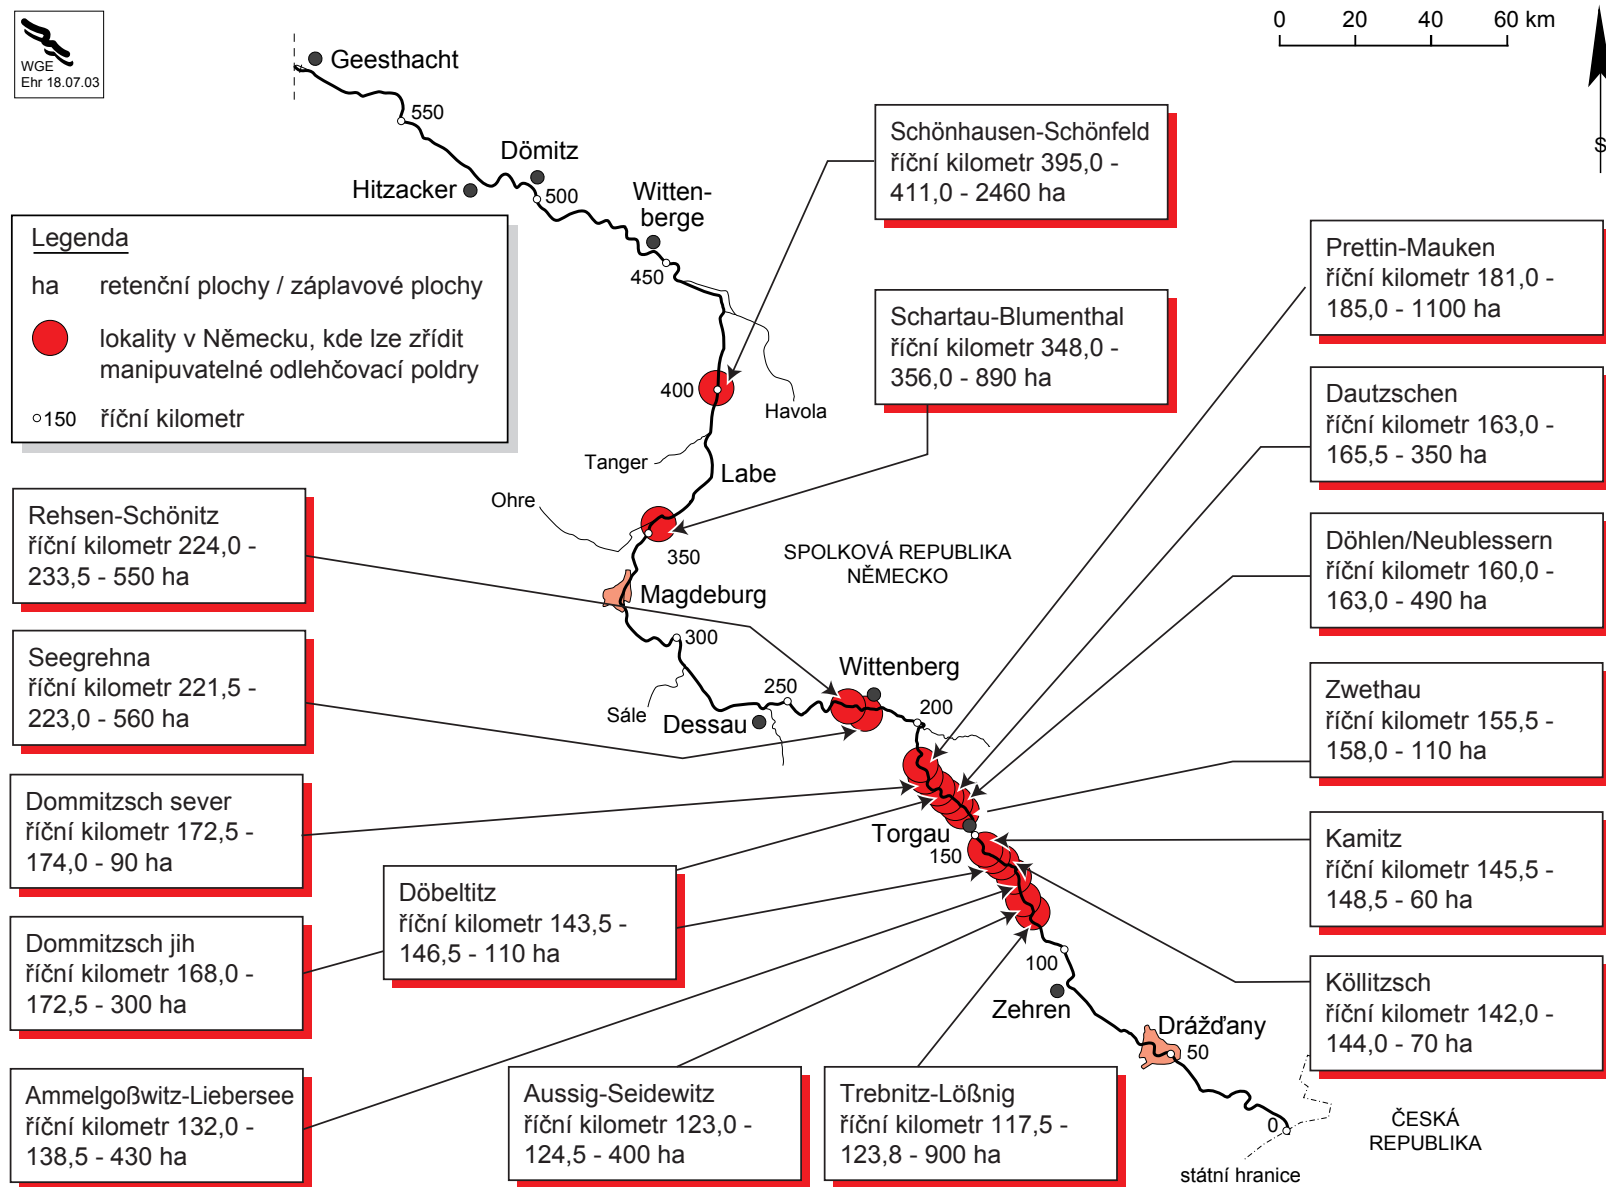 WGE
Ehr 18.07.03
0 20 40 60 km
S
Geesthacht
550
Dömitz
Hitzacker
500
Witten-
berge
450
Schönhausen-Schönfeld
říční kilometr 395,0 -
411,0 - 2460 ha
Legenda
ha retenční plochy / záplavové plochy
lokality v Německu, kde lze zřídit
manipuvatelné odlehčovací poldry
150 říční kilometr
Prettin-Mauken
říční kilometr 181,0 -
185,0 - 1100 ha
Schartau-Blumenthal
říční kilometr 348,0 -
356,0 - 890 ha
400
Havola
Tanger
Labe
Ohre
350
Dautzschen
říční kilometr 163,0 -
165,5 - 350 ha
Rehsen-Schönitz
říční kilometr 224,0 -
233,5 - 550 ha
SPOLKOVÁ REPUBLIKA
NĚMECKO
Döhlen/Neublessern
říční kilometr 160,0 -
163,0 - 490 ha
Magdeburg
300
Seegrehna
říční kilometr 221,5 -
223,0 - 560 ha
Sále
Dessau
250
Wittenberg
200
Zwethau
říční kilometr 155,5 -
158,0 - 110 ha
Dommitzsch sever
říční kilometr 172,5 -
174,0 - 90 ha
Torgau
150
Kamitz
říční kilometr 145,5 -
148,5 - 60 ha
Döbeltitz
říční kilometr 143,5 -
146,5 - 110 ha
Dommitzsch jih
říční kilometr 168,0 -
172,5 - 300 ha
100
Zehren
Köllitzsch
říční kilometr 142,0 -
144,0 - 70 ha
Drážďany
50
Ammelgoßwitz-Liebersee
říční kilometr 132,0 -
138,5 - 430 ha
Aussig-Seidewitz
říční kilometr 123,0 -
124,5 - 400 ha
Trebnitz-Lößnig
říční kilometr 117,5 -
123,8 - 900 ha
0
ČESKÁ
REPUBLIKA
státní hranice